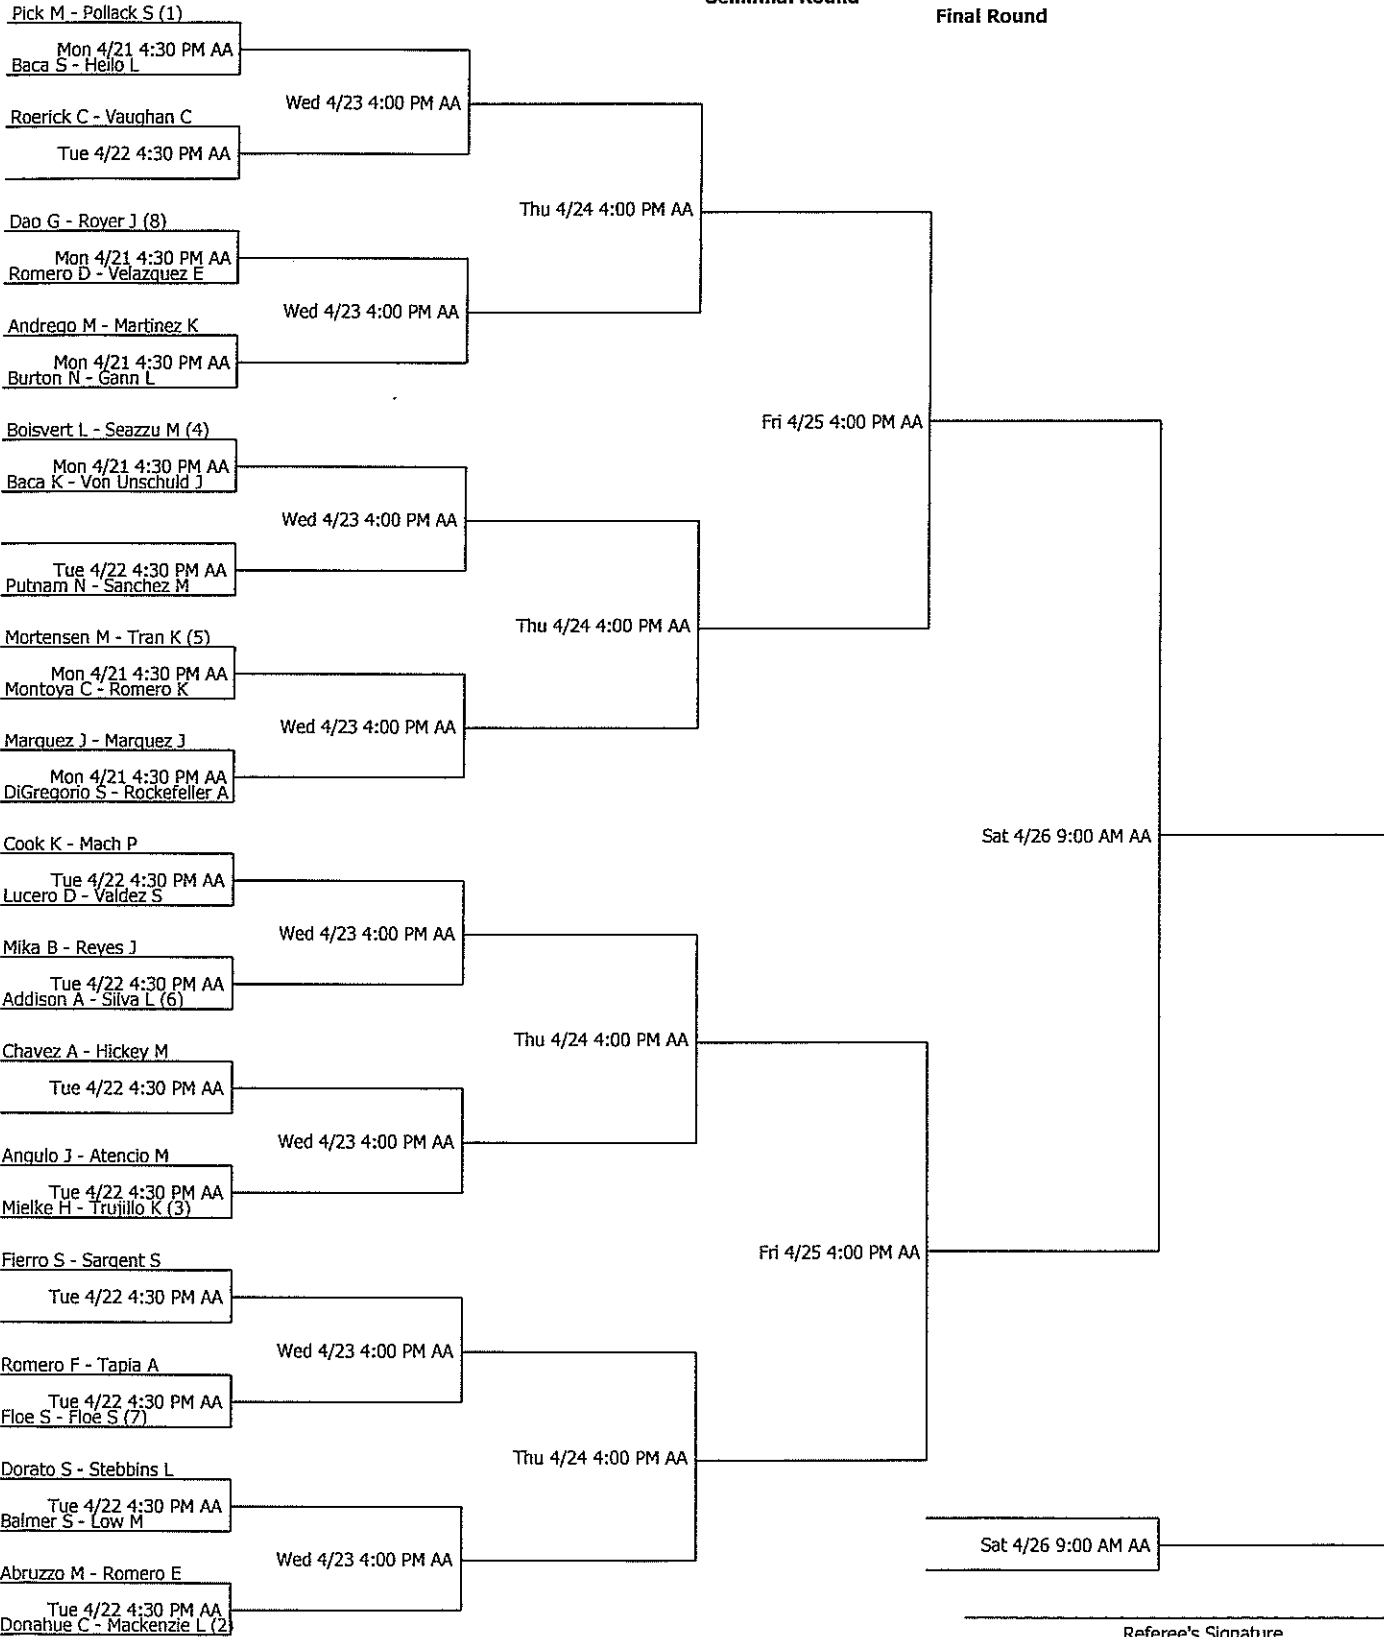 Semifinal Round
Final Round
Pick M - Pollack S (1)
Mon 4/21 4:30 PM AA
Baca S - Heilo L
Wed 4/23 4:00 PM AA
Roerick C - Vaughan C
Tue 4/22 4:30 PM AA
Thu 4/24 4:00 PM AA
Dao G - Royer J (8)
Mon 4/21 4:30 PM AA
Romero D - Velazquez E
Wed 4/23 4:00 PM AA
Andrego M - Martinez K
Mon 4/21 4:30 PM AA
Burton N - Gann L
Fri 4/25 4:00 PM AA
Boisvert L - Seazzu M (4)
Mon 4/21 4:30 PM AA
Baca K - Von Unschuld J
Wed 4/23 4:00 PM AA
Tue 4/22 4:30 PM AA
Putnam N - Sanchez M
Thu 4/24 4:00 PM AA
Mortensen M - Tran K (5)
Mon 4/21 4:30 PM AA
Montoya C - Romero K
Wed 4/23 4:00 PM AA
Marquez J - Marquez J
Mon 4/21 4:30 PM AA
DiGregorio S - Rockefeller A
Sat 4/26 9:00 AM AA
Cook K - Mach P
Tue 4/22 4:30 PM AA
Lucero D - Valdez S
Wed 4/23 4:00 PM AA
Mika B - Reyes J
Tue 4/22 4:30 PM AA
Addison A - Silva L (6)
Thu 4/24 4:00 PM AA
Chavez A - Hickey M
Tue 4/22 4:30 PM AA
Wed 4/23 4:00 PM AA
Angulo J - Atencio M
Tue 4/22 4:30 PM AA
Mielke H - Trujillo K (3)
Fri 4/25 4:00 PM AA
Fierro S - Sargent S
Tue 4/22 4:30 PM AA
Wed 4/23 4:00 PM AA
Romero F - Tapia A
Tue 4/22 4:30 PM AA
Floe S - Floe S (7)
Thu 4/24 4:00 PM AA
Dorato S - Stebbins L
Tue 4/22 4:30 PM AA
Balmer S - Low M
Wed 4/23 4:00 PM AA
Sat 4/26 9:00 AM AA
Abruzzo M - Romero E
Tue 4/22 4:30 PM AA
Donahue C - Mackenzie L (2)
Referee's Signature